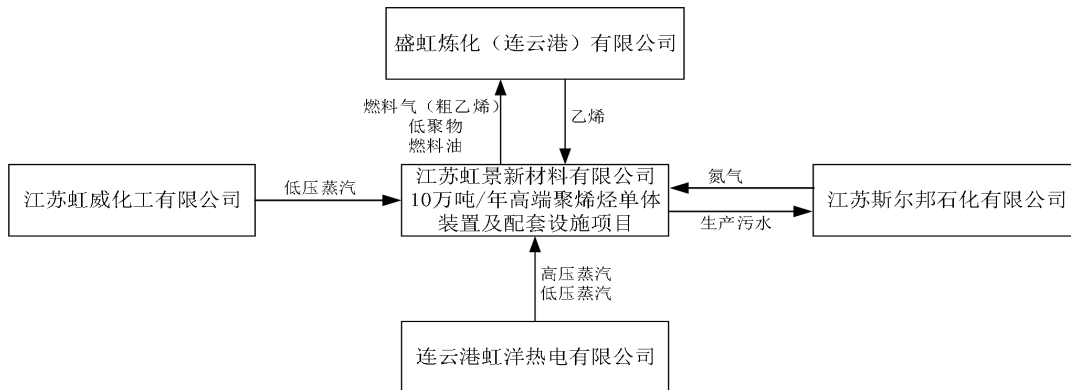 盛虹炼化（连云港）有限公司
燃料气（粗乙烯）
低聚物
燃料油
乙烯
江苏虹威化工有限公司
低压蒸汽
江苏虹景新材料有限公司
10万吨/年高端聚烯烃单体
装置及配套设施项目
氮气
生产污水
江苏斯尔邦石化有限公司
高压蒸汽
低压蒸汽
连云港虹洋热电有限公司